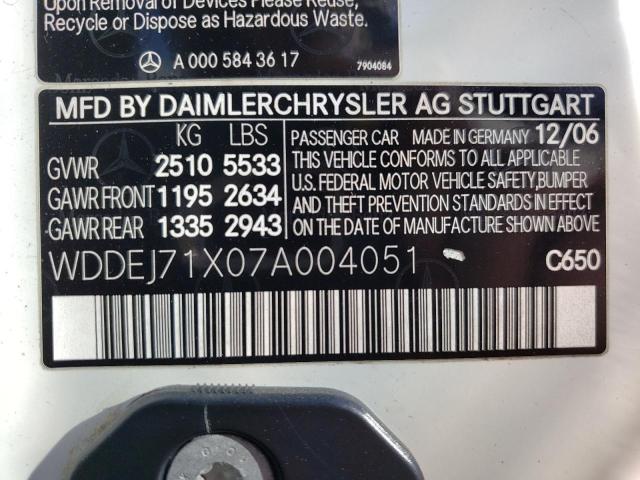 Upon Removal of Devices Please Reuse,
Recycle or Dispose as Hazardous Waste.
A 000 584 36 17
7904084
MFD BY DAIMLERCHRYSLER AG STUTTGART
KG LBS
GVWR 2510 5533
GAWR FRONT 1195 2634
GAWR REAR 1335 2943
PASSENGER CAR MADE IN GERMANY 12/06
THIS VEHICLE CONFORMS TO ALL APPLICABLE
U.S. FEDERAL MOTOR VEHICLE SAFETY,BUMPER
AND THEFT PREVENTION STANDARDS IN EFFECT
ON THE DATE OF MANUFACTURE SHOWN ABOVE
WDDEJ71X07A004051
C650